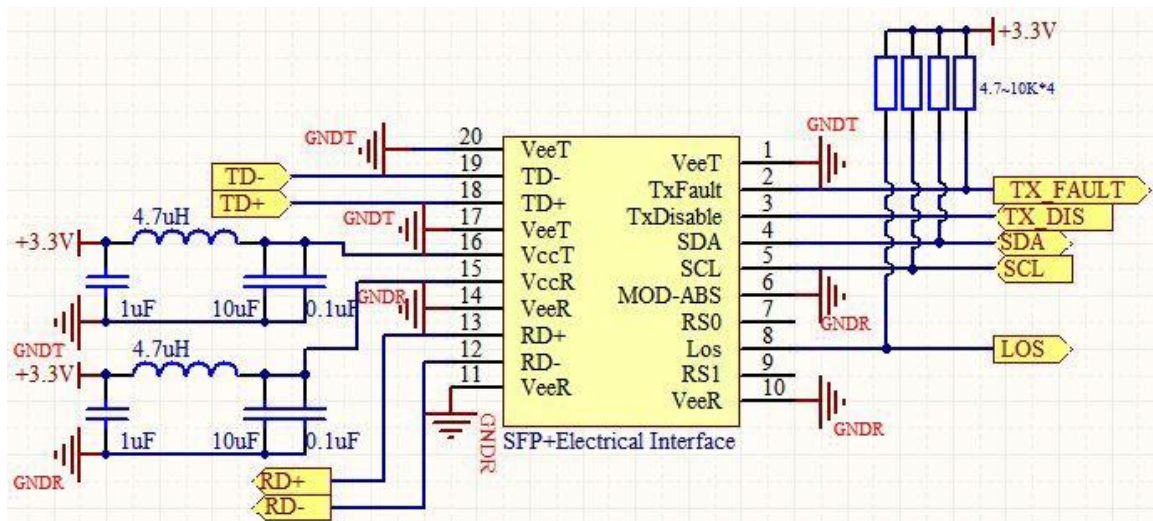 +3.3V
4.7~10K*4
GNDT
20
VeeT
19
TD-
TD-
18
TD+
TD+
17
VeeT
GNDT
16
VccT
15
VccR
14
VeeR
GNDR
13
RD+
12
RD-
11
VeeR
GNDR
4.7uH
+3.3V
1uF
10uF
0.1uF
GNDT
4.7uH
+3.3V
1uF
10uF
0.1uF
GNDR
RD+
RD-
GNDT
VeeT
1
TxFault
2
TX_FAULT
TxDisable
3
TX_DIS
SDA
4
SDA
SCL
5
SCL
MOD-ABS
6
GNDR
RS0
7
Los
8
LOS
RS1
9
VeeR
10
GNDR
SFP+Electrical Interface